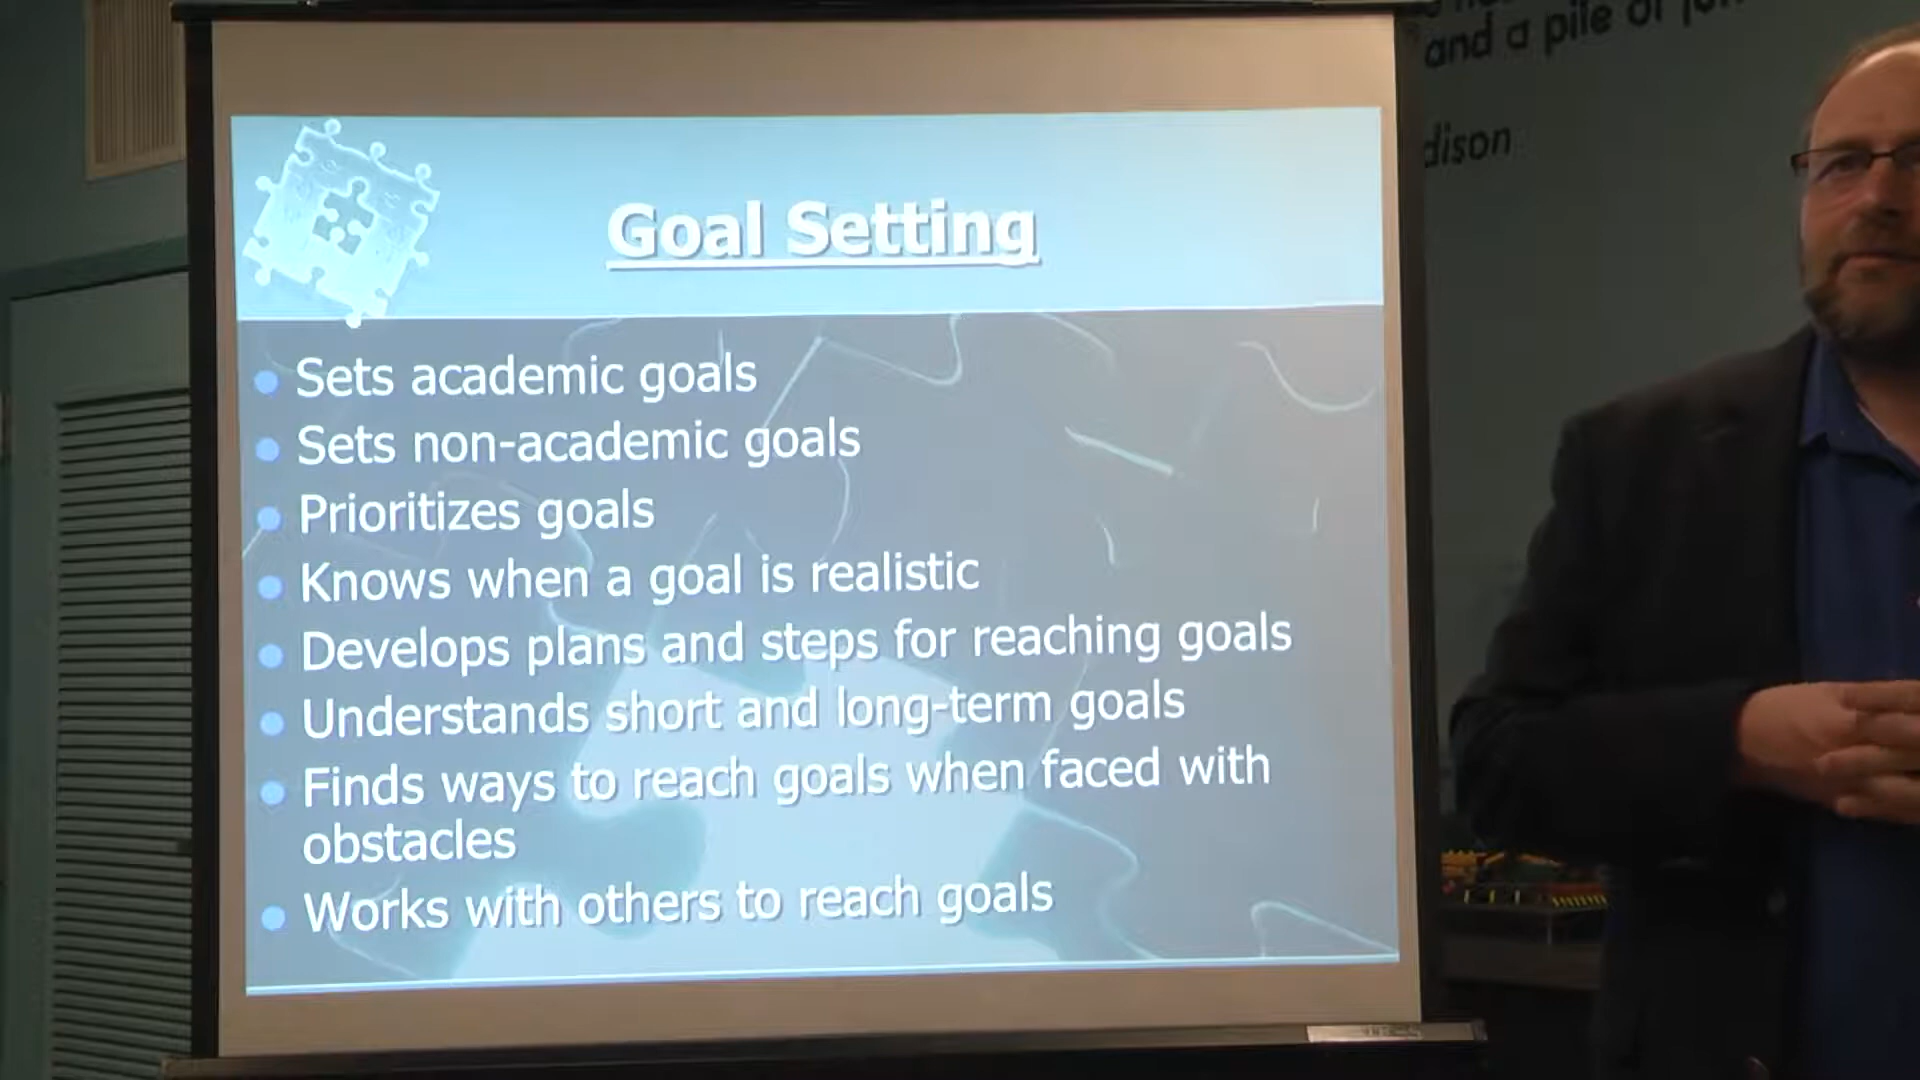 and a pile of
dison
Goal Setting
Sets academic goals
Sets non-academic goals
Prioritizes goals
Knows when a goal is realistic
Develops plans and steps for reaching goals
Understands short and long-term goals
Finds ways to reach goals when faced with
obstacles
Works with others to reach goals